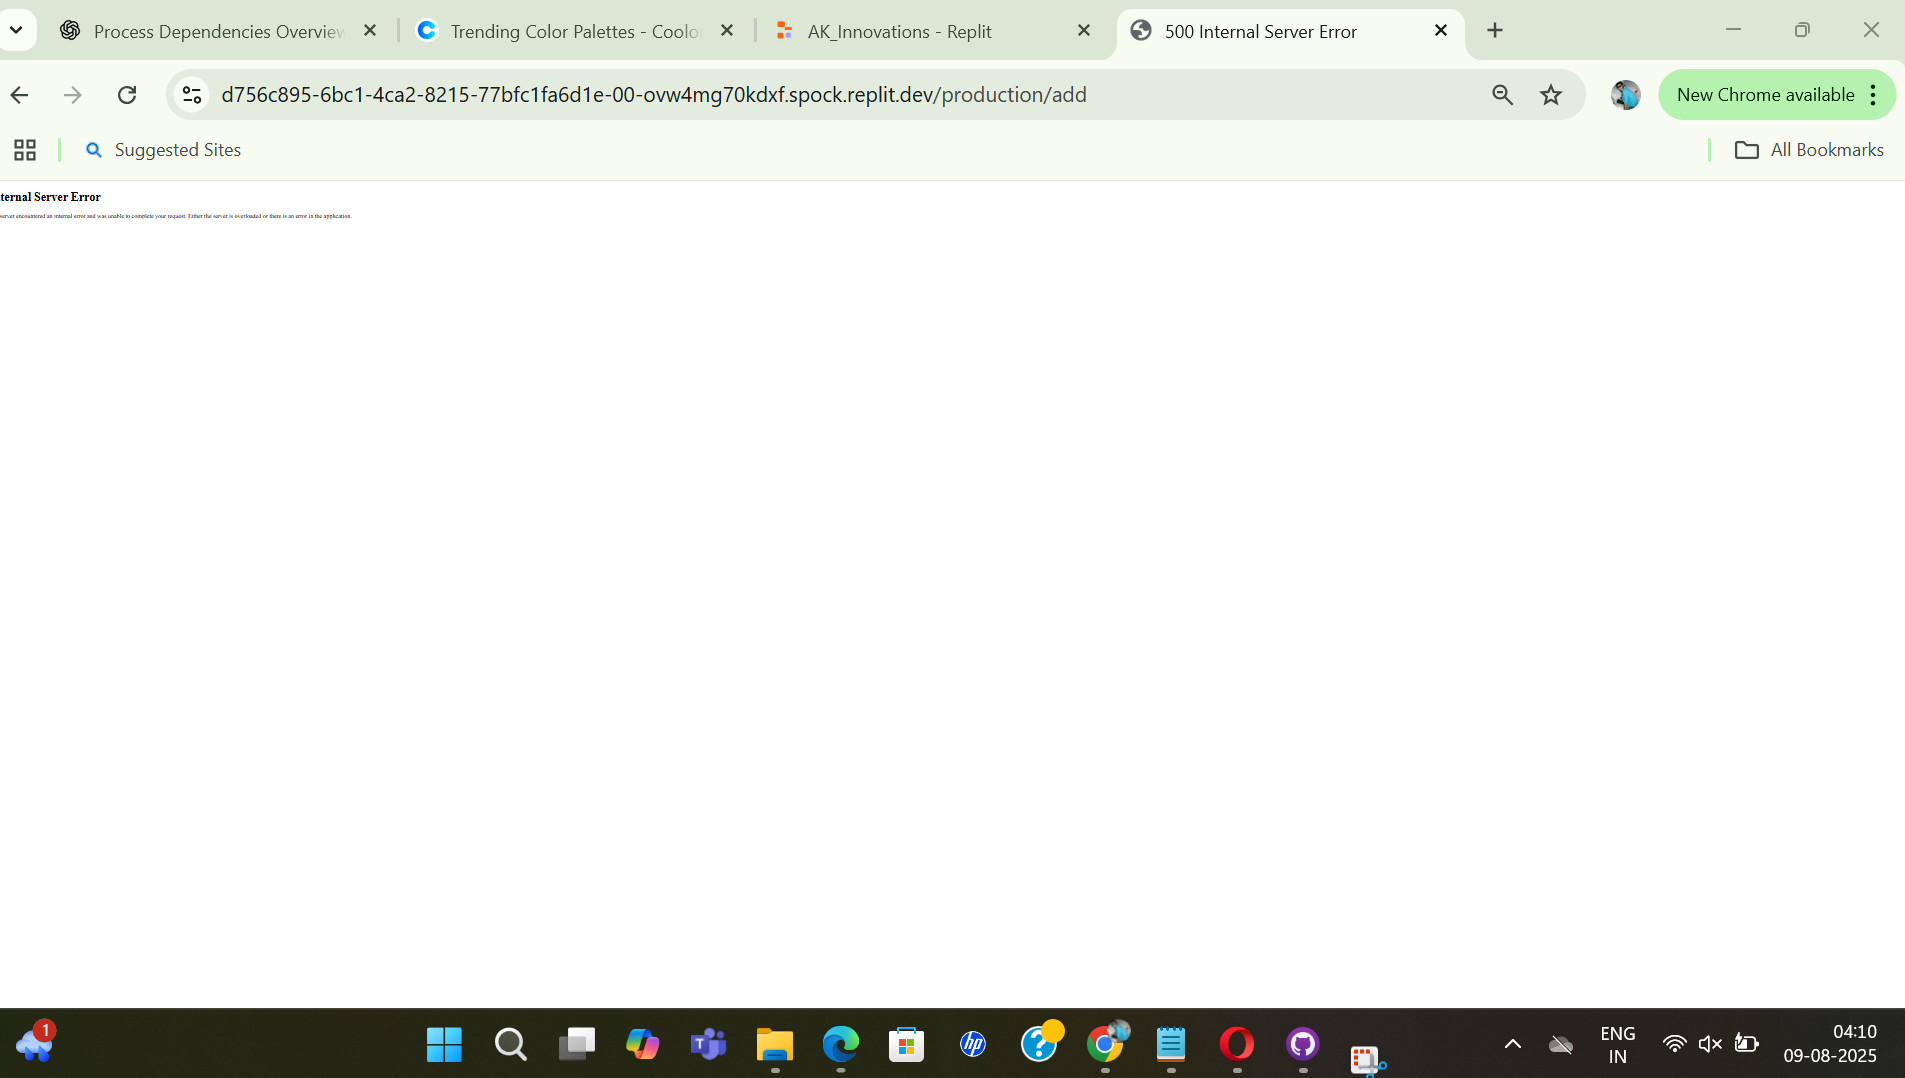 Process Dependencies Overview
Trending Color Palettes - Coolo
AK_Innovations - Replit
500 Internal Server Error
d756c895-6bc1-4ca2-8215-77bfc1fa6d1e-00-ovw4mg70kdxf.spock.replit.dev/production/add
New Chrome available
Suggested Sites
All Bookmarks
ternal Server Error
server encountered an internal error and was unable to complete your request. Either the server is overloaded or there is an error in the application.
1
T
hp
?
ENG
IN
04:10
09-08-2025